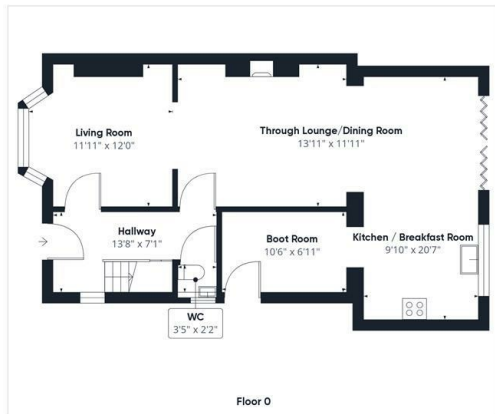 Living Room
11'11" x 12'0"
Through Lounge/Dining Room
13'11" x 11'11"
Hallway
13'8" x 7'1"
Boot Room
10'6" x 6'11"
Kitchen / Breakfast Room
9'10" x 20'7"
WC
3'5" x 2'2"
Floor 0